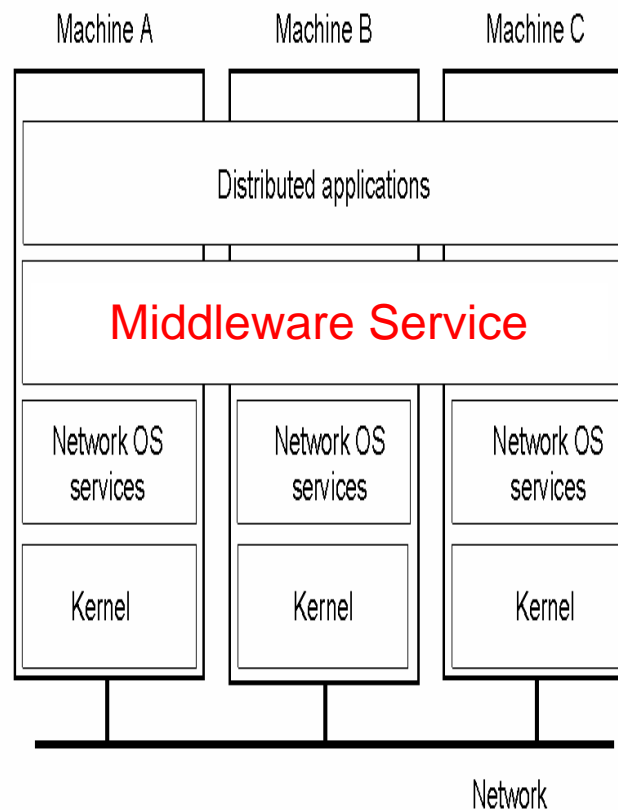 Machine A
Machine B
Machine C
Distributed applications
Middleware Service
Network OS
services
Network OS
services
Network OS
services
Kernel
Kernel
Kernel
Network